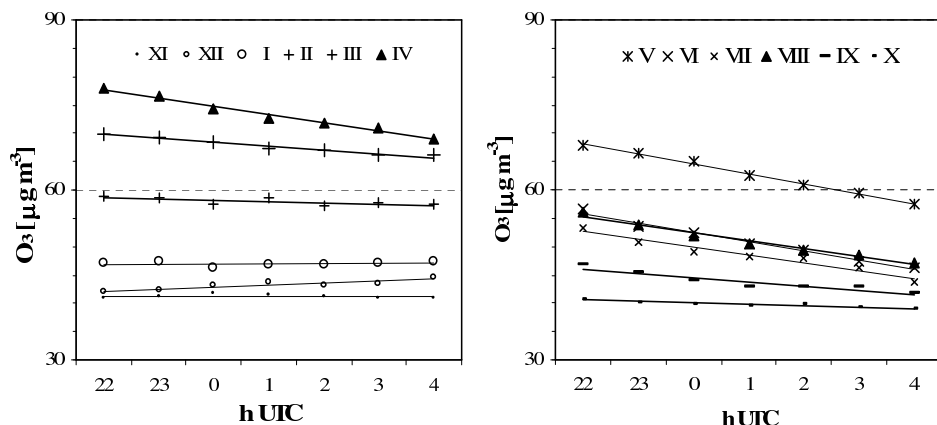 90
XI XII I II III IV
60
O₃ [µg m⁻³]
30
22 23 0 1 2 3 4
h UTC
90
V VI VII VIII IX X
60
O₃ [µg m⁻³]
30
22 23 0 1 2 3 4
h UTC